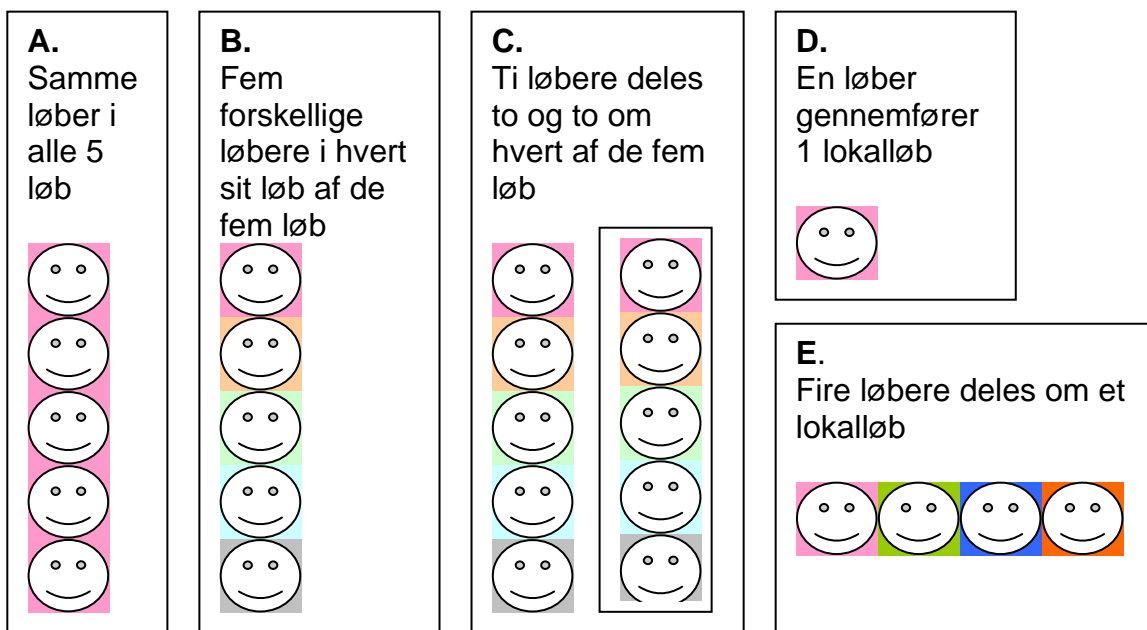 A.
Samme
løber i
alle 5
løb
B.
Fem
forskellige
løbere i hvert
sit løb af de
fem løb
C.
Ti løbere deles
to og to om
hvert af de fem
løb
D.
En løber
gennemfører
1 lokalløb
E.
Fire løbere deles om et
lokalløb